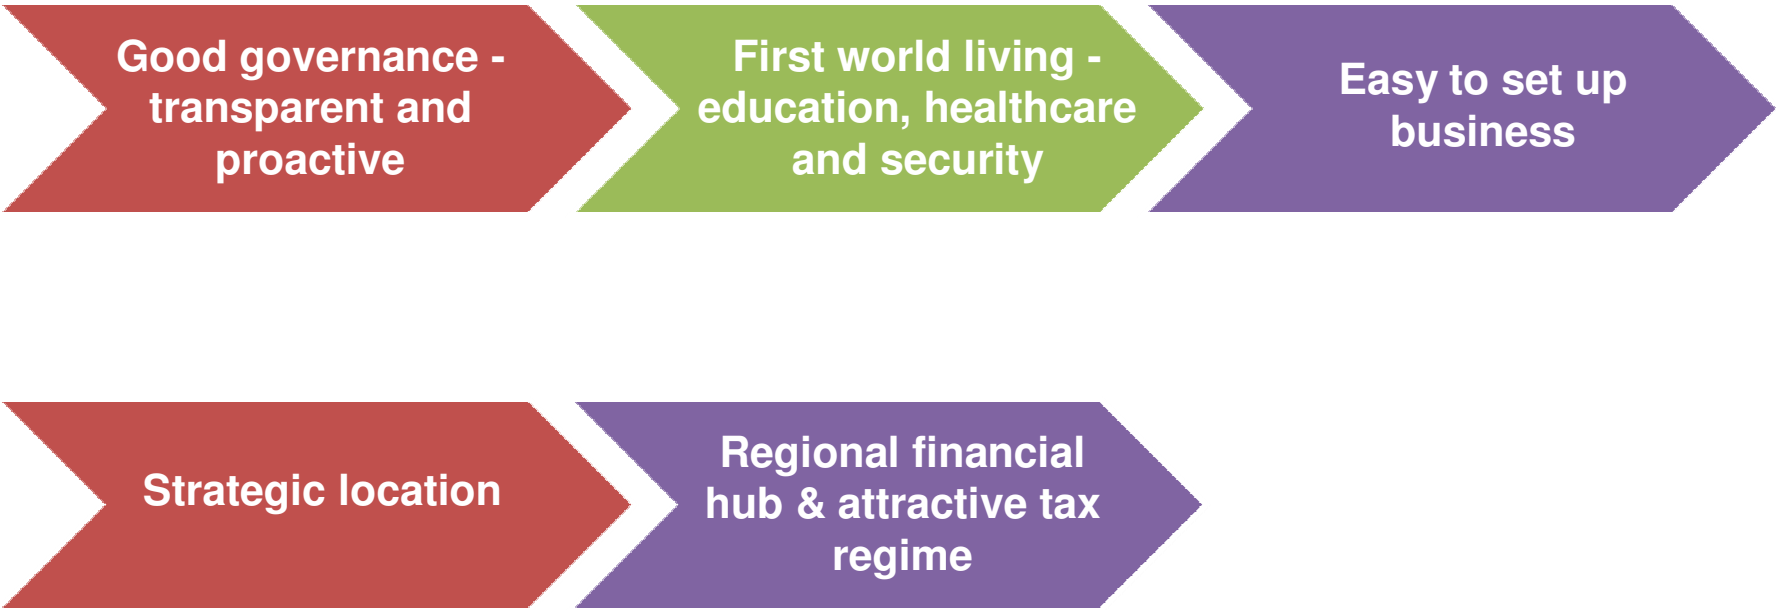 Good governance -
transparent and
proactive
First world living -
education, healthcare
and security
Easy to set up
business
Strategic location
Regional financial
hub & attractive tax
regime